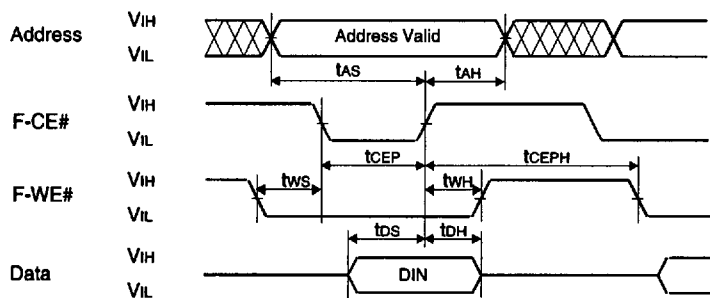 Address VIH Address Valid
VIL
tAS tAH
F-CE# VIH
VIL
tCEP tCEPH
F-WE# VIH tWS tWH
VIL
tDS tDH
Data VIH DIN
VIL